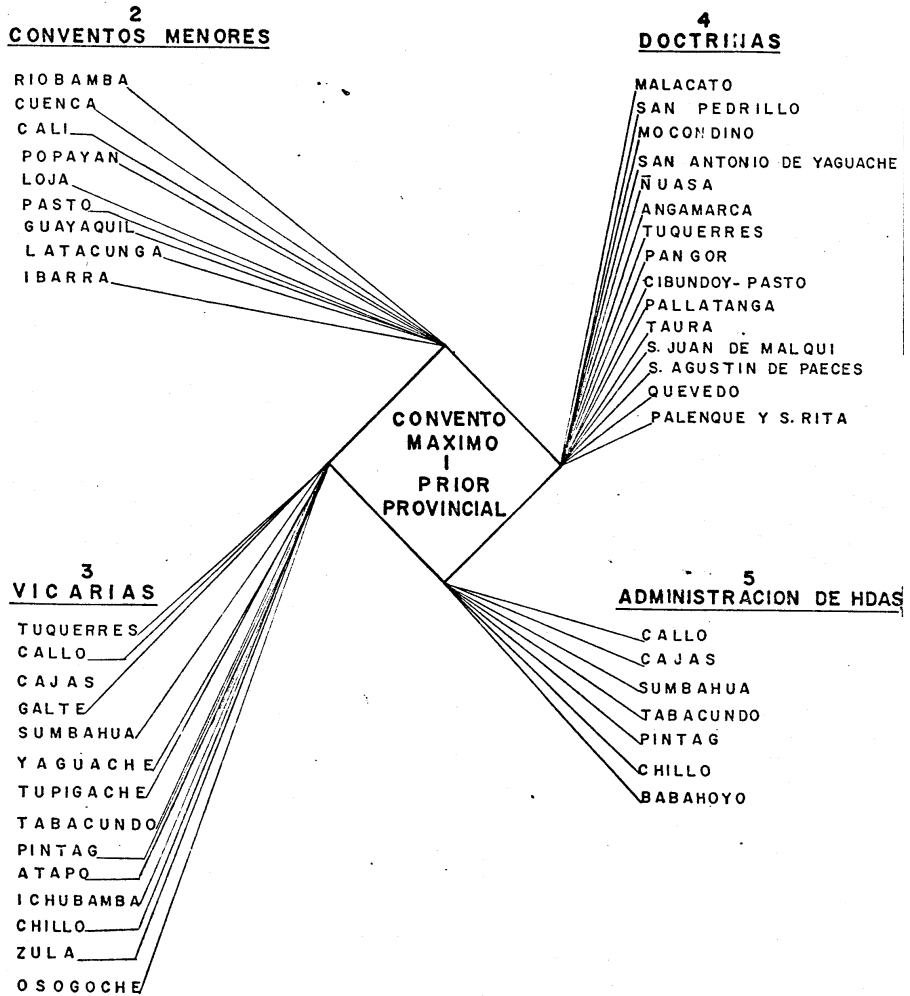 2
CONVENTOS MENORES
RIOBAMBA
CUENCA
CALI
POPAYAN
LOJA
PASTO
GUAYAQUIL
LATACUNGA
IBARRA
4
DOCTRINAS
MALACATO
SAN PEDRILLO
MOCONDINO
SAN ANTONIO DE YAGUACHE
ÑUASA
ANGAMARCA
TUQUERRES
PANGOR
CIBUNDOY-PASTO
PALLATANGA
TAURA
S. JUAN DE MALQUI
S. AGUSTIN DE PAECES
QUEVEDO
PALENQUE Y S. RITA
CONVENTO
MAXIMO
I
PRIOR
PROVINCIAL
3
VICARIAS
TUQUERRES
CALLO
CAJAS
GALTE
SUMBAHUA
YAGUACHE
TUPIGACHE
TABACUNDO
PINTAG
ATAPO
ICHUBAMBA
CHILLO
ZULA
OSOGOCHE
5
ADMINISTRACION DE HDAS
CALLO
CAJAS
SUMBAHUA
TABACUNDO
PINTAG
CHILLO
BABAHOYO